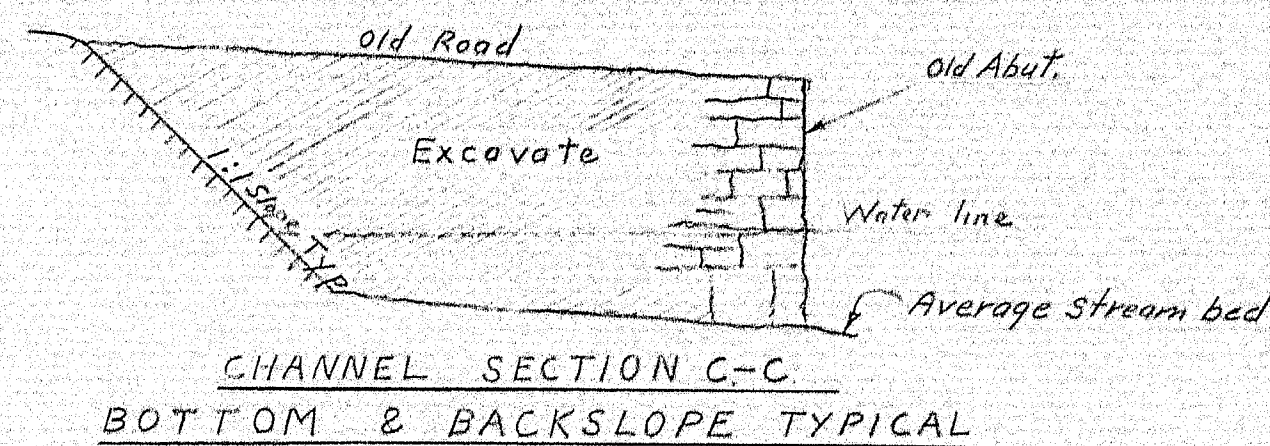 Old Road
Old Abut.
Excavate
1:1 Slope TYP.
Water line
Average stream bed
CHANNEL SECTION C-C
BOTTOM & BACKSLOPE TYPICAL